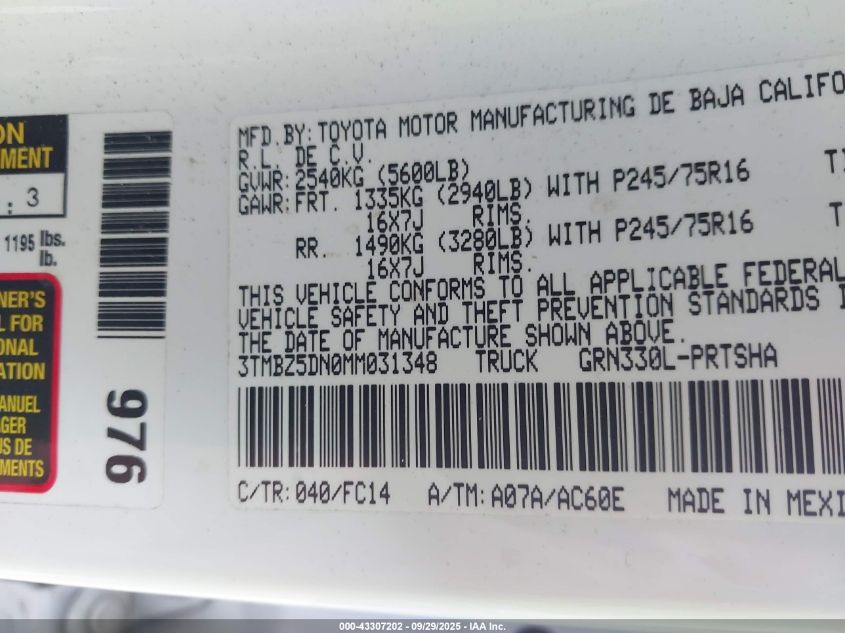 ON
MENT
: 3
1195 lbs.
lb.
NER'S
L FOR
ONAL
ATION
MANUEL
AGER
US DE
MENTS
976
MFD.BY:TOYOTA MOTOR MANUFACTURING DE BAJA CALIFO
R.L. DE C.V.
GVWR:2540KG (5600LB)
GAWR:FRT. 1335KG (2940LB) WITH P245/75R16 TI
16X7J RIMS.
RR. 1490KG (3280LB) WITH P245/75R16 T
16X7J RIMS.
THIS VEHICLE CONFORMS TO ALL APPLICABLE FEDERAL
VEHICLE SAFETY AND THEFT PREVENTION STANDARDS I
THE DATE OF MANUFACTURE SHOWN ABOVE.
3TMBZ5DN0MM031348 TRUCK GRN330L-PRTSHA
C/TR:040/FC14 A/TM:A07A/AC60E MADE IN MEXI
000-43307202 / 09/29/2025 - IAA Inc.